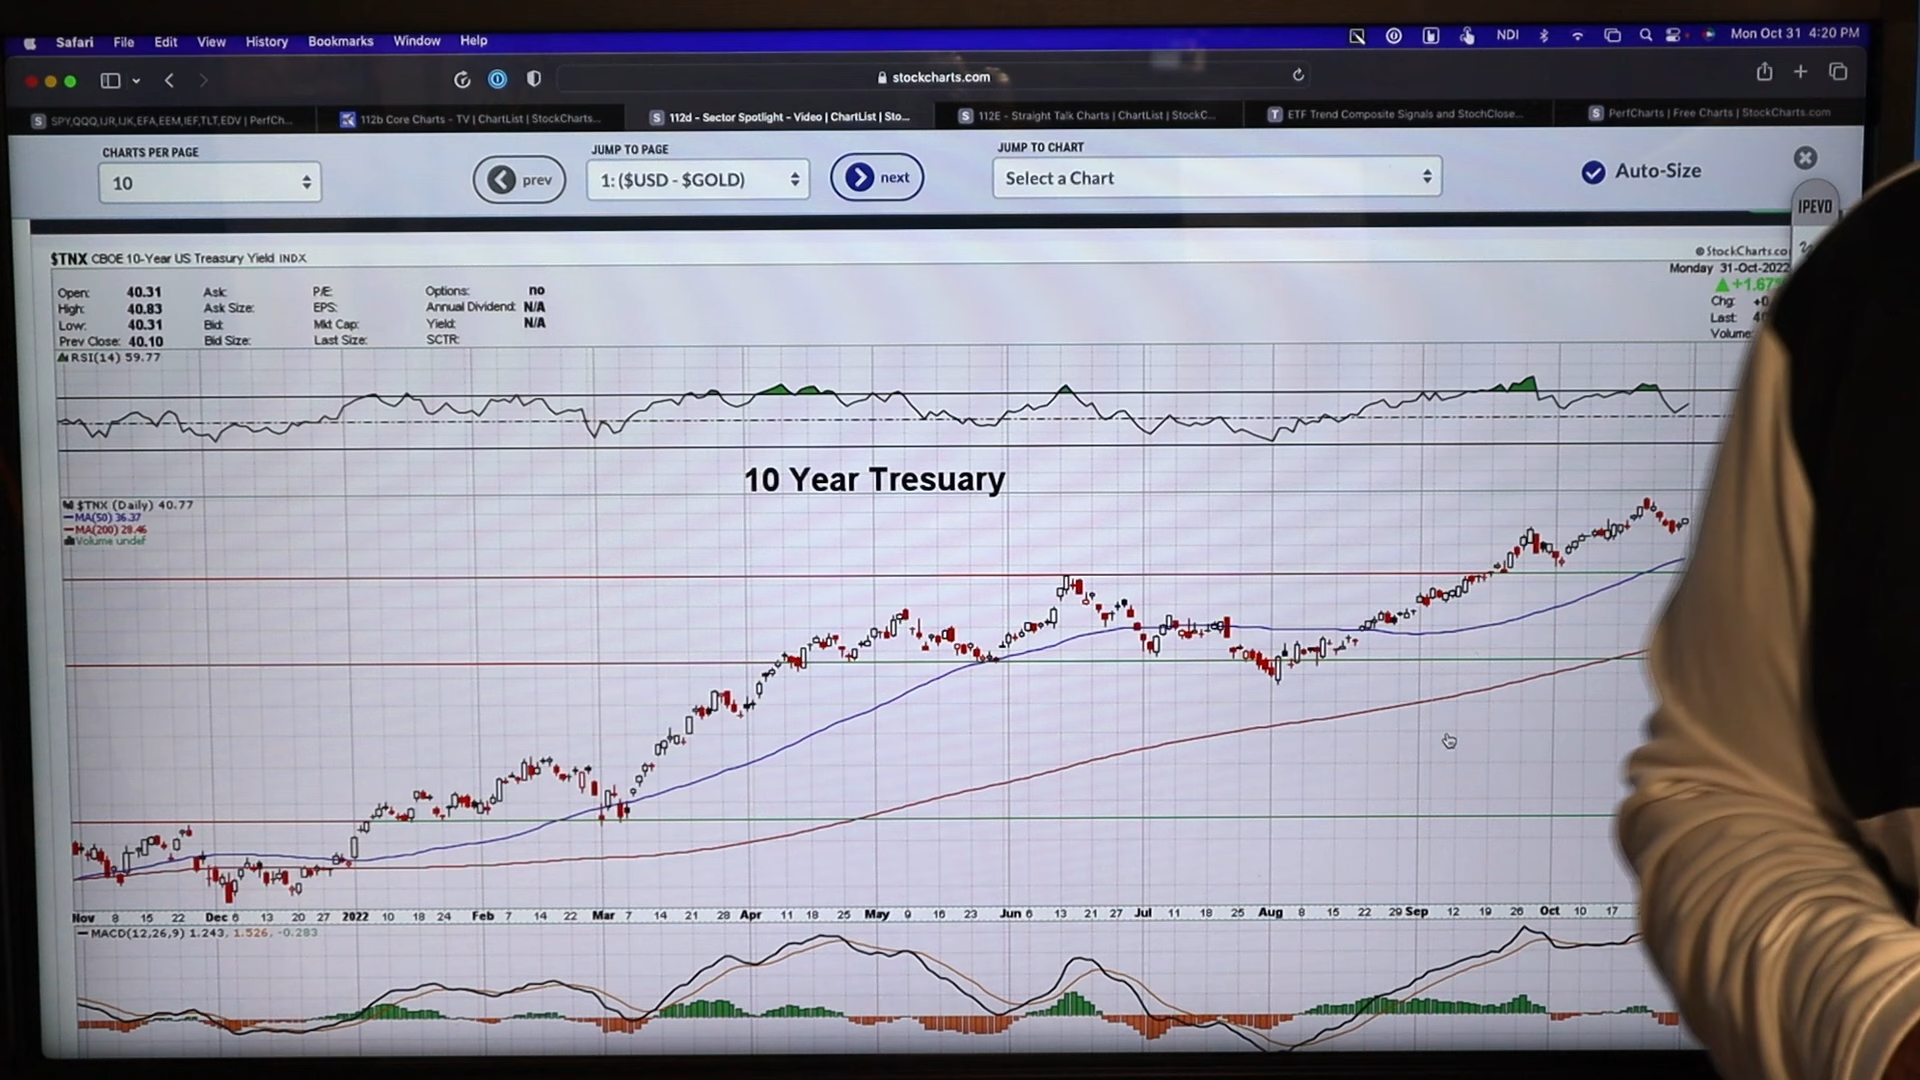 Safari File Edit View History Bookmarks Window Help NDI Mon Oct 31 4:20 PM
stockcharts.com
SPY,QQQ,IJR,IJK,EFA,EEM,IEF,TLT,EDV | PerfCh... 112b Core Charts - TV | ChartList | StockCharts... 112d - Sector Spotlight - Video | ChartList | Sto... 112E - Straight Talk Charts | ChartList | StockC... ETF Trend Composite Signals and StochClose... PerfCharts | Free Charts | StockCharts.com
CHARTS PER PAGE JUMP TO PAGE JUMP TO CHART
10 prev 1: ($USD - $GOLD) next Select a Chart Auto-Size
IPEVO
$TNX CBOE 10-Year US Treasury Yield INDX © StockCharts.co
Monday 31-Oct-2022
Open: 40.31 Ask: P/E: Options: no +1.67
High: 40.83 Ask Size: EPS: Annual Dividend: N/A Chg: +0
Low: 40.31 Bid: Mkt Cap: Yield: N/A Last: 40
Prev Close: 40.10 Bid Size: Last Size: SCTR: Volume:
RSI(14) 59.77
10 Year Tresuary
$TNX (Daily) 40.77
MA(50) 36.37
MA(200) 28.46
Volume undef
Nov 8 15 22 Dec 6 13 20 27 2022 10 18 24 Feb 7 14 22 Mar 7 14 21 28 Apr 11 18 25 May 9 16 23 Jun 6 13 21 27 Jul 11 18 25 Aug 8 15 22 29 Sep 12 19 26 Oct 10 17
MACD(12,26,9) 1.243, 1.526, -0.283